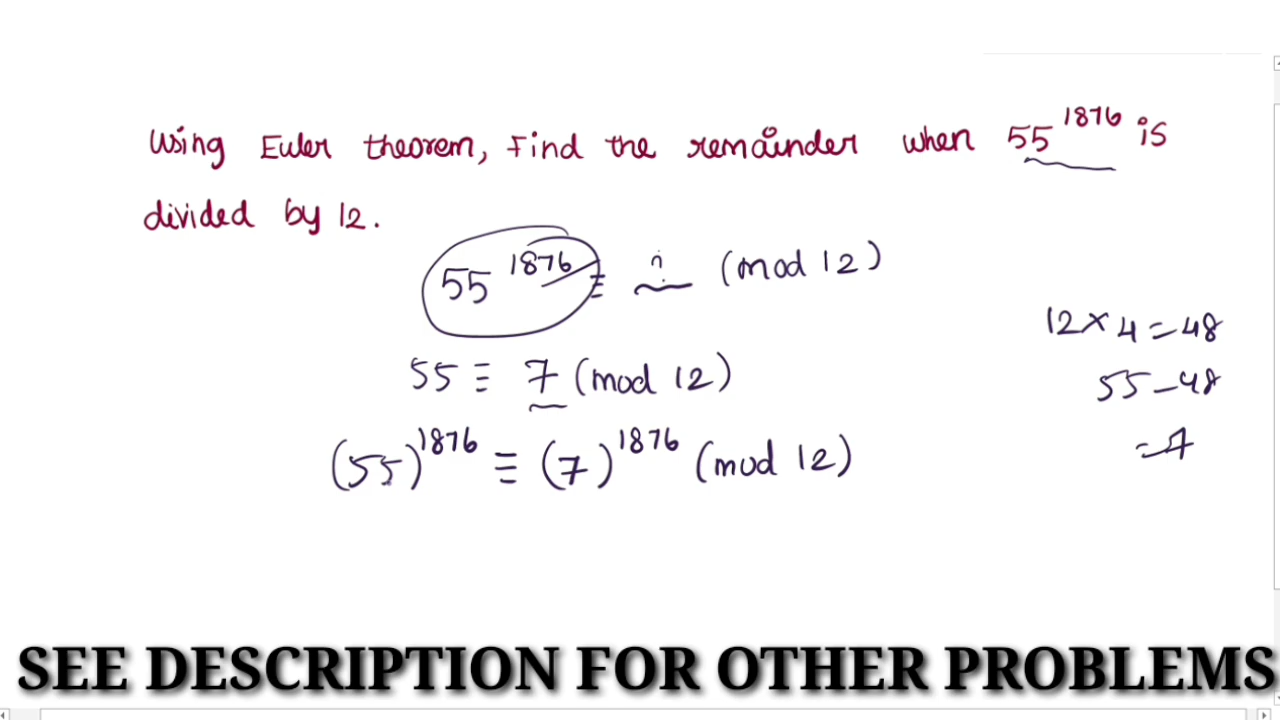 Using Euler theorem, Find the remainder when 55^1876 is
divided by 12.
55^1876 ≡ (mod 12)
12 × 4 = 48
55 ≡ 7 (mod 12)
55 - 48
= 7
(55)^1876 ≡ (7)^1876 (mod 12)
SEE DESCRIPTION FOR OTHER PROBLEMS